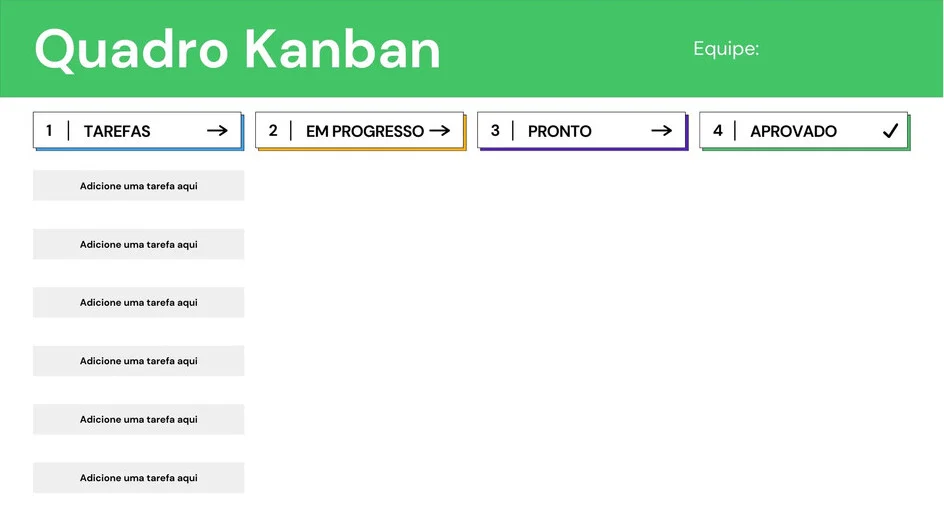 Quadro Kanban
Equipe:
1 | TAREFAS →
2 | EM PROGRESSO →
3 | PRONTO →
4 | APROVADO ✓
Adicione uma tarefa aqui
Adicione uma tarefa aqui
Adicione uma tarefa aqui
Adicione uma tarefa aqui
Adicione uma tarefa aqui
Adicione uma tarefa aqui